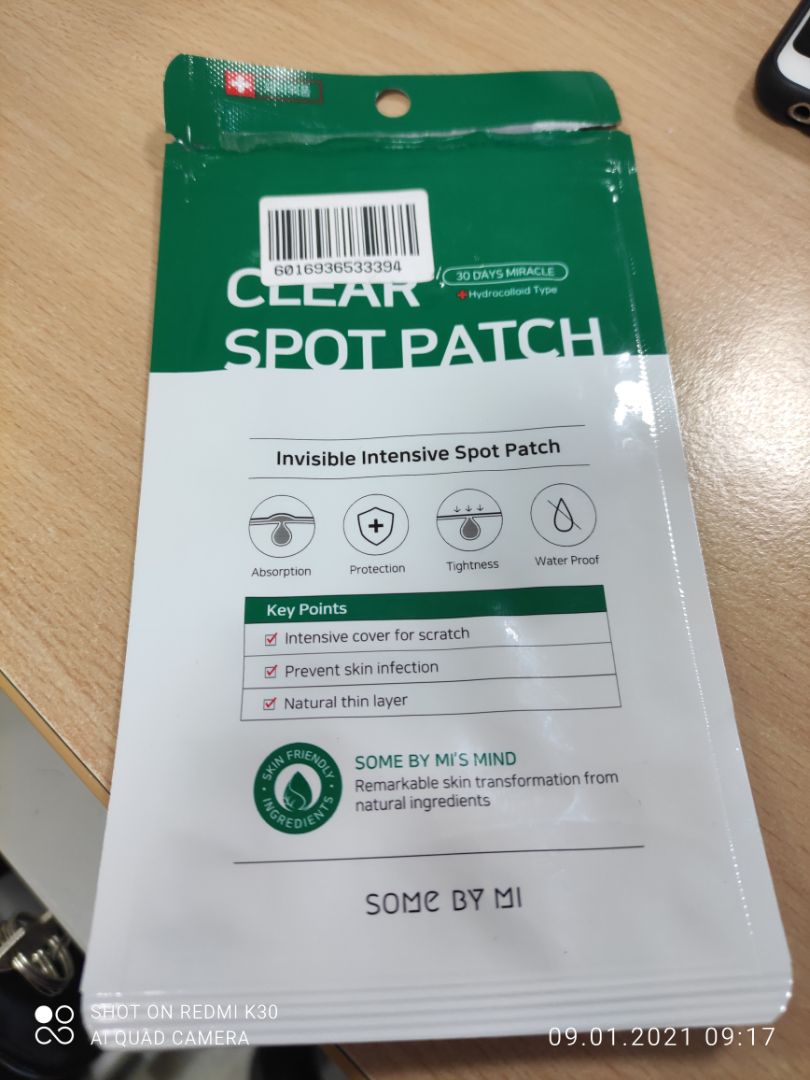 6016936533394
CLEAR
30 DAYS MIRACLE
Hydrocolloid Type
SPOT PATCH
Invisible Intensive Spot Patch
Absorption Protection Tightness Water Proof
Key Points
Intensive cover for scratch
Prevent skin infection
Natural thin layer
SKIN FRIENDLY
INGREDIENTS
SOME BY MI'S MIND
Remarkable skin transformation from
natural ingredients
SOME BY MI
SHOT ON REDMI K30
AI QUAD CAMERA
09.01.2021 09:17